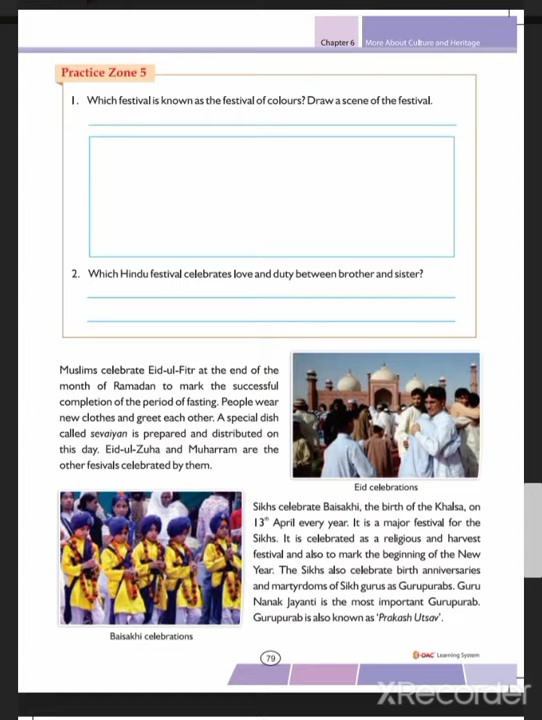 Chapter 6 More About Culture and Heritage
Practice Zone 5
1. Which festival is known as the festival of colours? Draw a scene of the festival.
2. Which Hindu festival celebrates love and duty between brother and sister?
Muslims celebrate Eid-ul-Fitr at the end of the
month of Ramadan to mark the successful
completion of the period of fasting. People wear
new clothes and greet each other. A special dish
called sevaiyan is prepared and distributed on
this day. Eid-ul-Zuha and Muharram are the
other fesivals celebrated by them.
Eid celebrations
Sikhs celebrate Baisakhi, the birth of the Khalsa, on
13th April every year. It is a major festival for the
Sikhs. It is celebrated as a religious and harvest
festival and also to mark the beginning of the New
Year. The Sikhs also celebrate birth anniversaries
and martyrdoms of Sikh gurus as Gurupurabs. Guru
Nanak Jayanti is the most important Gurupurab.
Gurupurab is also known as 'Prakash Utsav'.
Baisakhi celebrations
79
Learning System
XRecorder